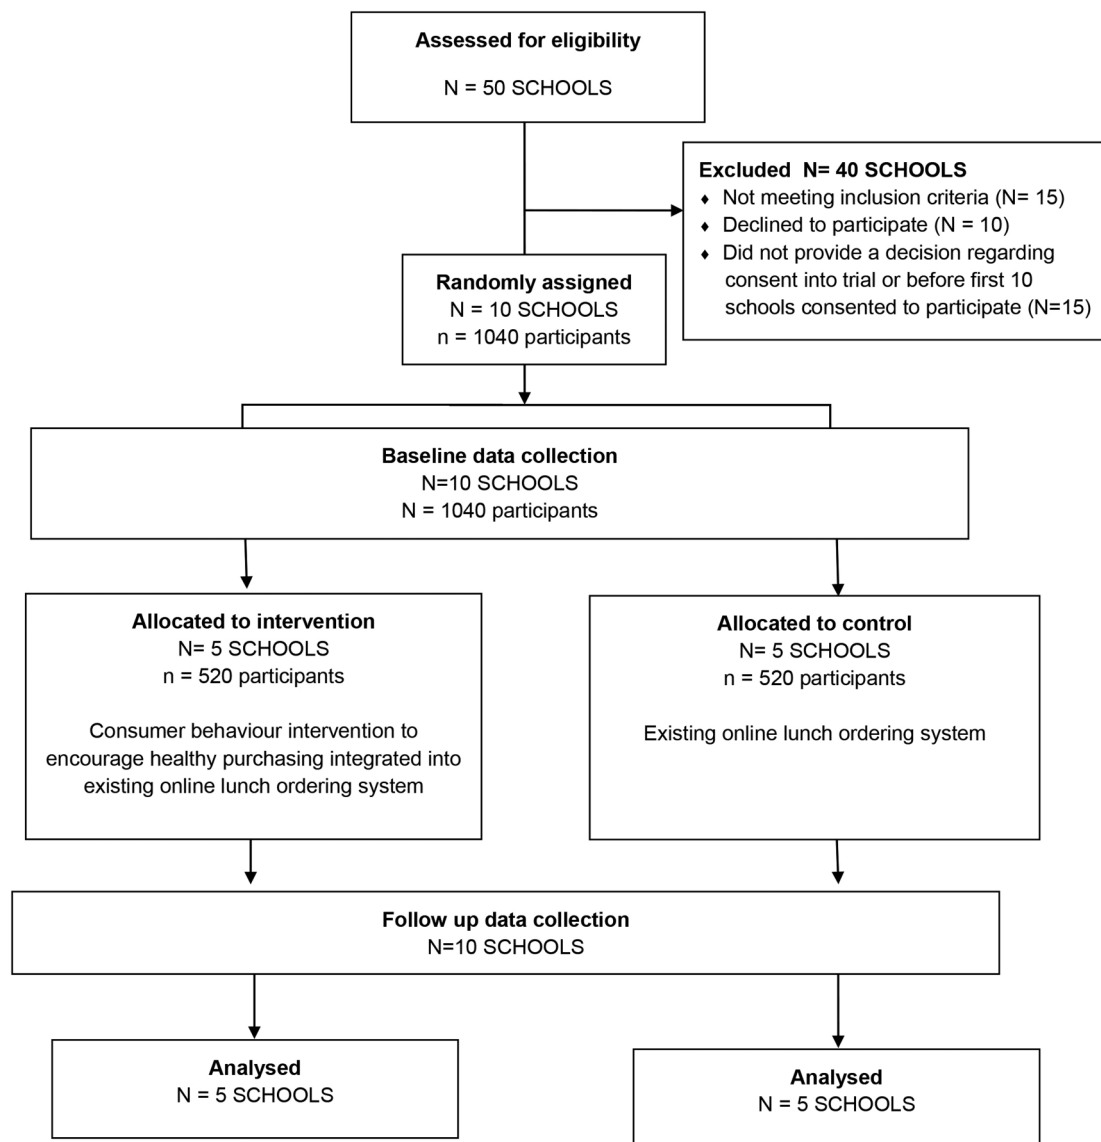 Assessed for eligibility
N = 50 SCHOOLS
Excluded  N= 40 SCHOOLS
♦ Not meeting inclusion criteria (N= 15)
♦ Declined to participate (N = 10)
♦ Did not provide a decision regarding
consent into trial or before first 10
schools consented to participate (N=15)
Randomly assigned
N = 10 SCHOOLS
n = 1040 participants
Baseline data collection
N=10 SCHOOLS
N = 1040 participants
Allocated to intervention
N= 5 SCHOOLS
n = 520 participants
Consumer behaviour intervention to
encourage healthy purchasing integrated into
existing online lunch ordering system
Allocated to control
N= 5 SCHOOLS
n = 520 participants
Existing online lunch ordering system
Follow up data collection
N=10 SCHOOLS
Analysed
N = 5 SCHOOLS
Analysed
N = 5 SCHOOLS